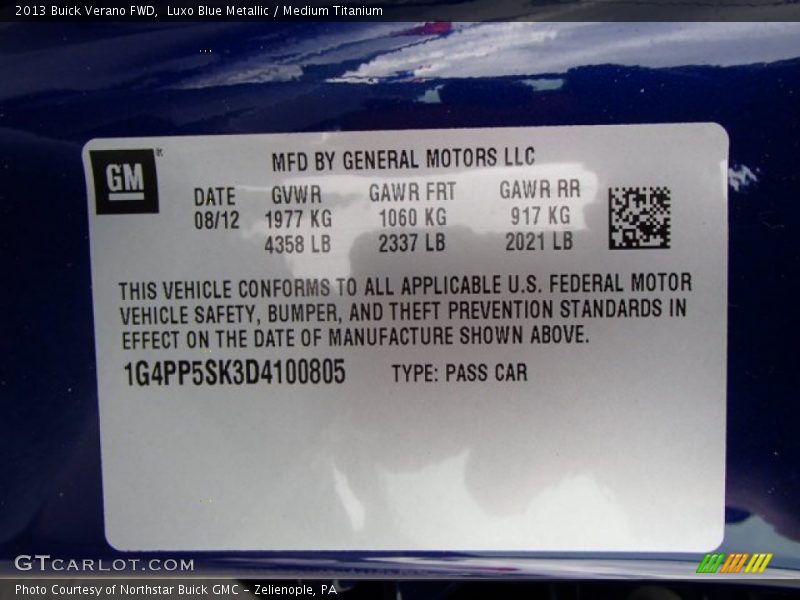 2013 Buick Verano FWD,  Luxo Blue Metallic / Medium Titanium
GM®
MFD BY GENERAL MOTORS LLC
DATE GVWR GAWR FRT GAWR RR
08/12 1977 KG 1060 KG 917 KG
4358 LB 2337 LB 2021 LB
THIS VEHICLE CONFORMS TO ALL APPLICABLE U.S. FEDERAL MOTOR
VEHICLE SAFETY, BUMPER, AND THEFT PREVENTION STANDARDS IN
EFFECT ON THE DATE OF MANUFACTURE SHOWN ABOVE.
1G4PP5SK3D4100805 TYPE: PASS CAR
GTCARLOT.COM
Photo Courtesy of Northstar Buick GMC – Zelienople, PA